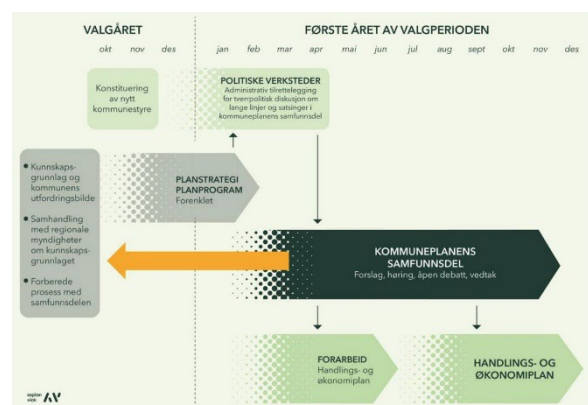 VALGÅRET
FØRSTE ÅRET AV VALGPERIODEN
okt nov des jan feb mar apr mai jun jul aug sept okt nov des
Konstituering
av nytt
kommunestyre
POLITISKE VERKSTEDER
Administrativ tilrettelegging
for tverrpolitisk diskusjon om
lange linjer og satsinger i
kommuneplanens samfunnsdel
Kunnskaps-
grunnlag og
kommunens
utfordringsbilde
Samhandling
med regionale
myndigheter
om kunnskaps-
grunnlaget
Forberede
prosess med
samfunnsdelen
PLANSTRATEGI
PLANPROGRAM
Forenklet
KOMMUNEPLANENS
SAMFUNNSDEL
Forslag, høring, åpen debatt, vedtak
FORARBEID
Handlings- og
økonomiplan
HANDLINGS- OG
ØKONOMIPLAN
asplan
viak